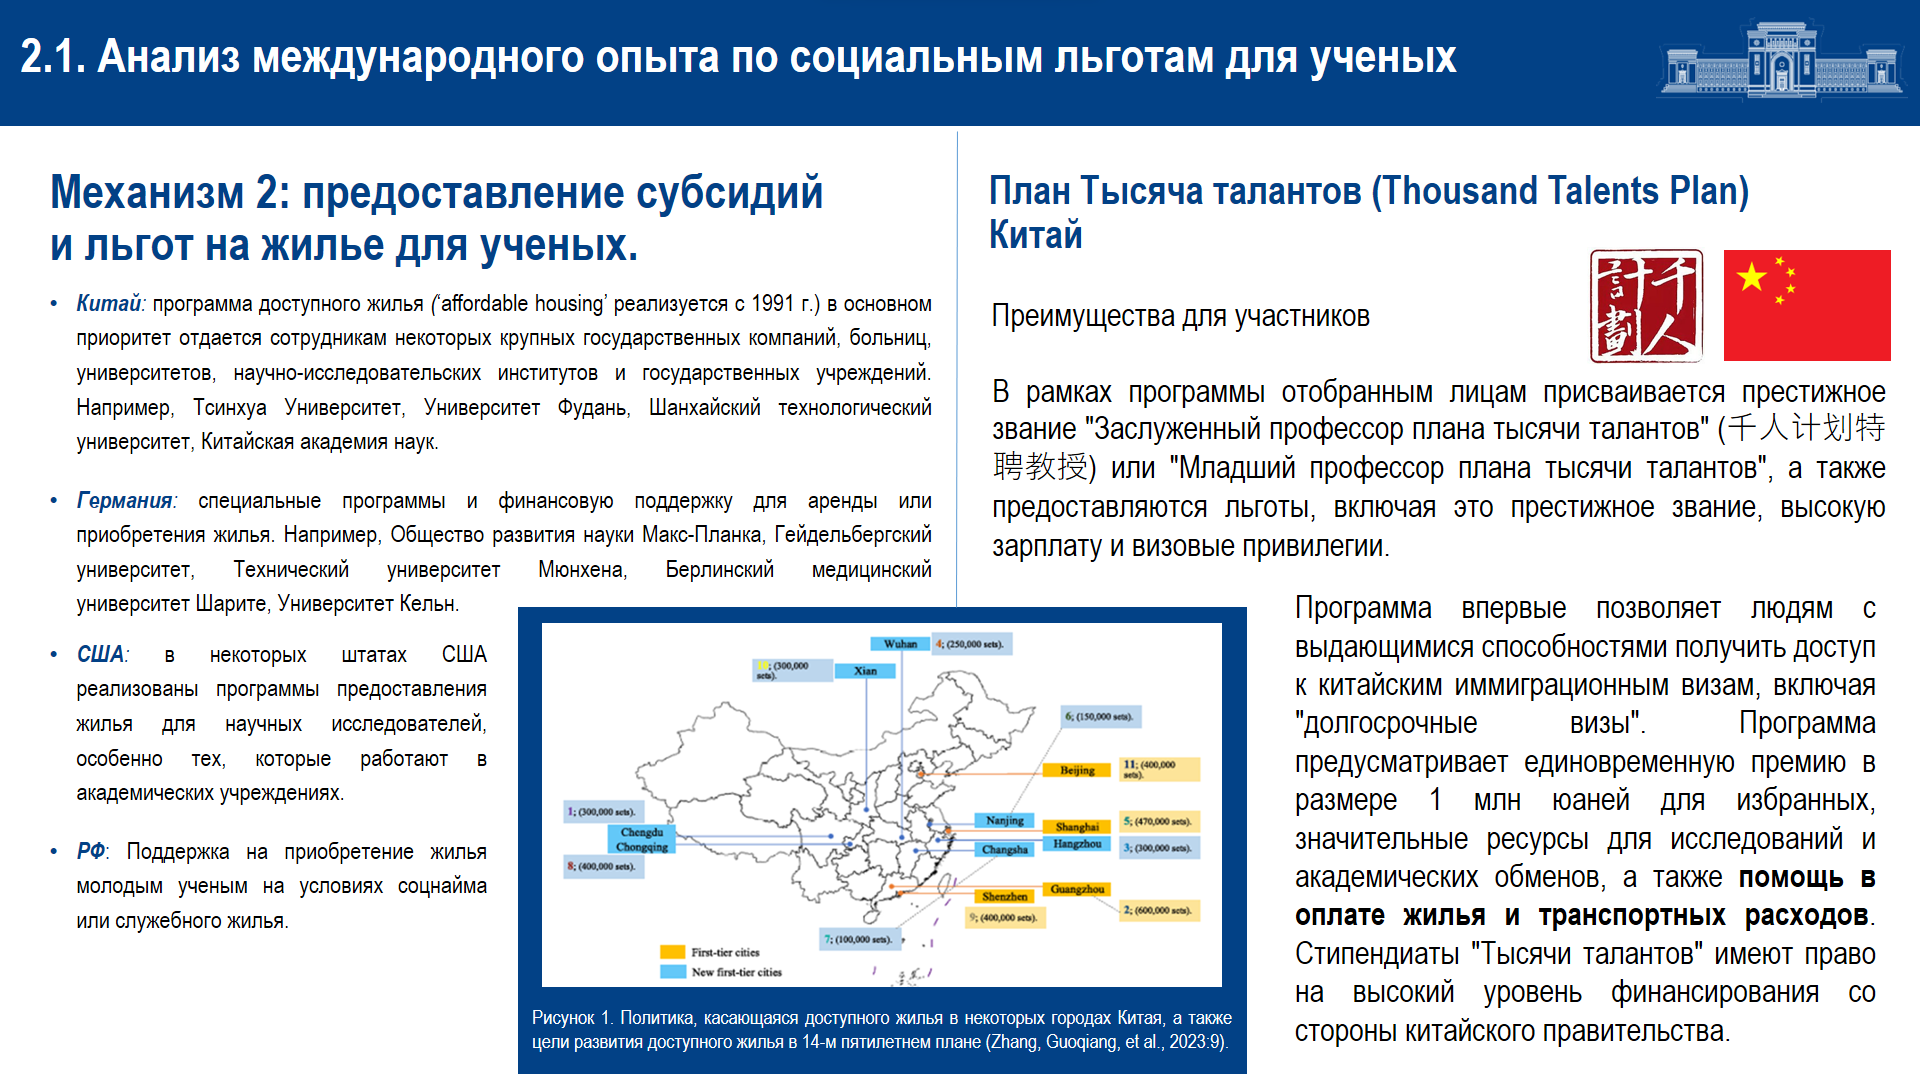 2.1. Анализ международного опыта по социальным льготам для ученых
Механизм 2: предоставление субсидий
и льгот на жилье для ученых.
• Китай: программа доступного жилья (‘affordable housing’ реализуется с 1991 г.) в основном
приоритет отдается сотрудникам некоторых крупных государственных компаний, больниц,
университетов, научно-исследовательских институтов и государственных учреждений.
Например, Тсинхуа Университет, Университет Фудань, Шанхайский технологический
университет, Китайская академия наук.
• Германия: специальные программы и финансовую поддержку для аренды или
приобретения жилья. Например, Общество развития науки Макс-Планка, Гейдельбергский
университет, Технический университет Мюнхена, Берлинский медицинский
университет Шарите, Университет Кельн.
• США: в некоторых штатах США
реализованы программы предоставления
жилья для научных исследователей,
особенно тех, которые работают в
академических учреждениях.
• РФ: Поддержка на приобретение жилья
молодым ученым на условиях соцнайма
или служебного жилья.
Wuhan
4; (250,000 sets).
10; (300,000
sets).
Xian
6; (150,000 sets).
Beijing
11; (400,000
sets).
1; (300,000 sets).
Chengdu
Chongqing
8; (400,000 sets).
Nanjing
Shanghai
5; (470,000 sets).
Changsha
Hangzhou
3; (300,000 sets).
Shenzhen
Guangzhou
9; (400,000 sets).
2; (600,000 sets).
7; (100,000 sets).
First-tier cities
New first-tier cities
Рисунок 1. Политика, касающаяся доступного жилья в некоторых городах Китая, а также
цели развития доступного жилья в 14-м пятилетнем плане (Zhang, Guoqiang, et al., 2023:9).
План Тысяча талантов (Thousand Talents Plan)
Китай
千人
計劃
Преимущества для участников
В рамках программы отобранным лицам присваивается престижное
звание "Заслуженный профессор плана тысячи талантов" (千人计划特
聘教授) или "Младший профессор плана тысячи талантов", а также
предоставляются льготы, включая это престижное звание, высокую
зарплату и визовые привилегии.
Программа впервые позволяет людям с
выдающимися способностями получить доступ
к китайским иммиграционным визам, включая
"долгосрочные визы". Программа
предусматривает единовременную премию в
размере 1 млн юаней для избранных,
значительные ресурсы для исследований и
академических обменов, а также помощь в
оплате жилья и транспортных расходов.
Стипендиаты "Тысячи талантов" имеют право
на высокий уровень финансирования со
стороны китайского правительства.